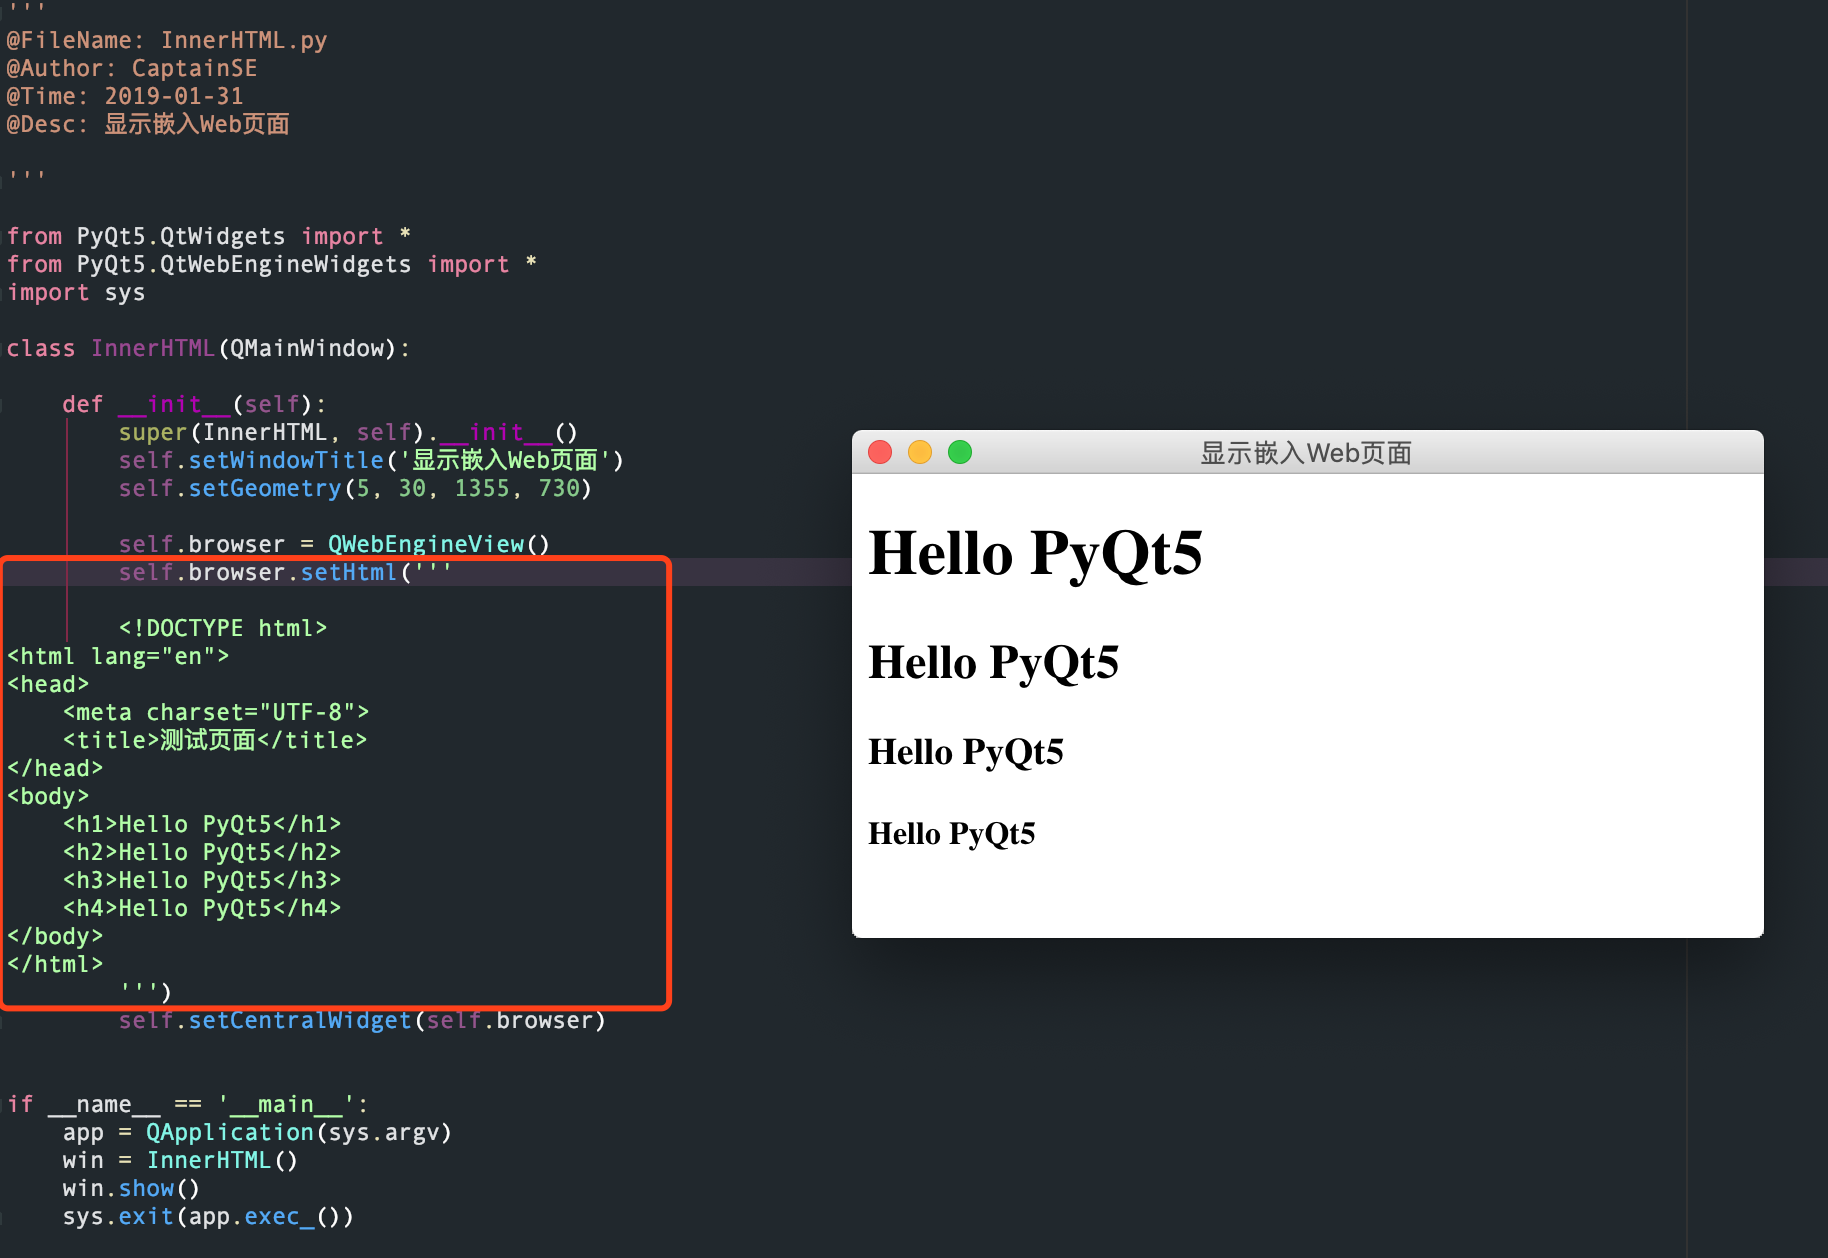 '''
@FileName: InnerHTML.py
@Author: CaptainSE
@Time: 2019-01-31
@Desc: 显示嵌入Web页面
'''
from PyQt5.QtWidgets import *
from PyQt5.QtWebEngineWidgets import *
import sys
class InnerHTML(QMainWindow):
    def __init__(self):
        super(InnerHTML, self).__init__()
        self.setWindowTitle('显示嵌入Web页面')
        self.setGeometry(5, 30, 1355, 730)
        self.browser = QWebEngineView()
        self.browser.setHtml('''
        <!DOCTYPE html>
<html lang="en">
<head>
    <meta charset="UTF-8">
    <title>测试页面</title>
</head>
<body>
    <h1>Hello PyQt5</h1>
    <h2>Hello PyQt5</h2>
    <h3>Hello PyQt5</h3>
    <h4>Hello PyQt5</h4>
</body>
</html>
        ''')
        self.setCentralWidget(self.browser)
if __name__ == '__main__':
    app = QApplication(sys.argv)
    win = InnerHTML()
    win.show()
    sys.exit(app.exec_())
显示嵌入Web页面
Hello PyQt5
Hello PyQt5
Hello PyQt5
Hello PyQt5